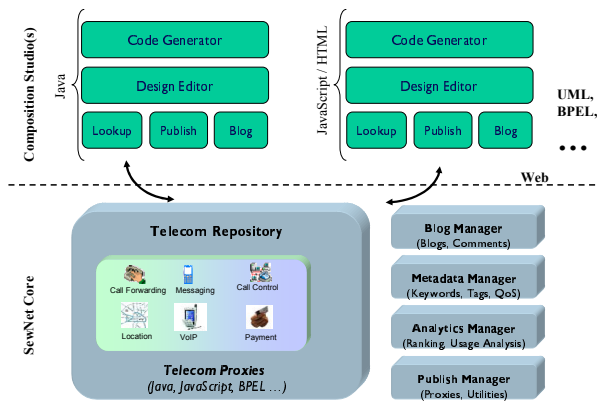 Composition Studio(s)
Java
Code Generator
Design Editor
Lookup
Publish
Blog
JavaScript / HTML
Code Generator
Design Editor
Lookup
Publish
Blog
UML,
BPEL,
...
Web
SewNet Core
Telecom Repository
Call Forwarding
Messaging
Call Control
Location
VoIP
Payment
Telecom Proxies
(Java, JavaScript, BPEL ...)
Blog Manager
(Blogs, Comments)
Metadata Manager
(Keywords, Tags, QoS)
Analytics Manager
(Ranking, Usage Analysis)
Publish Manager
(Proxies, Utilities)